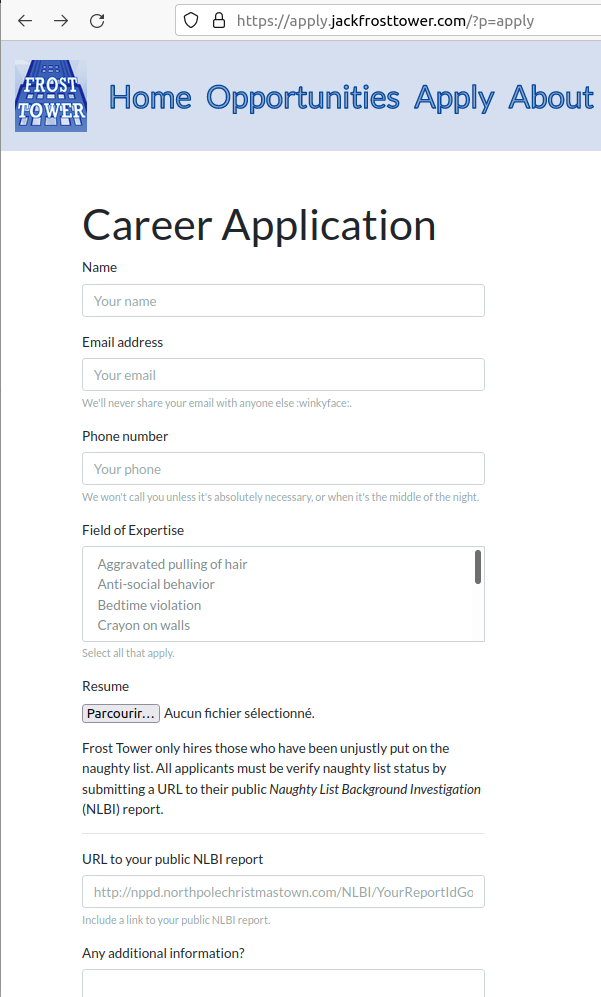 https://apply.jackfrosttower.com/?p=apply
FROST
TOWER
Home Opportunities Apply About
Career Application
Name
Your name
Email address
Your email
We'll never share your email with anyone else :winkyface:.
Phone number
Your phone
We won't call you unless it's absolutely necessary, or when it's the middle of the night.
Field of Expertise
Aggravated pulling of hair
Anti-social behavior
Bedtime violation
Crayon on walls
Select all that apply.
Resume
Parcourir... Aucun fichier sélectionné.
Frost Tower only hires those who have been unjustly put on the
naughty list. All applicants must be verify naughty list status by
submitting a URL to their public Naughty List Background Investigation
(NLBI) report.
URL to your public NLBI report
http://nppd.northpolechristmastown.com/NLBI/YourReportIdGo
Include a link to your public NLBI report.
Any additional information?